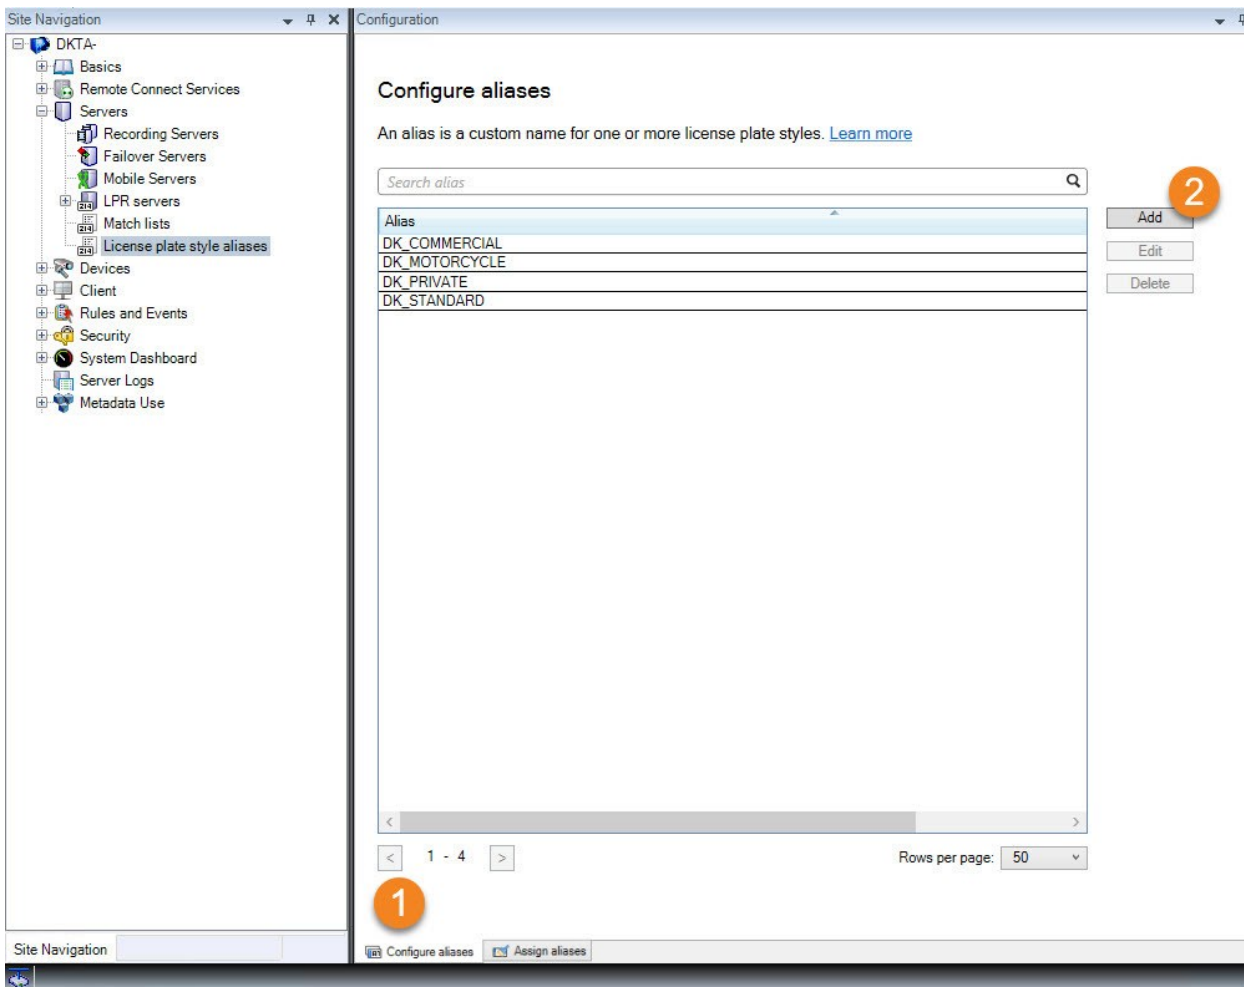 Site Navigation
DKTA-
Basics
Remote Connect Services
Servers
Recording Servers
Failover Servers
Mobile Servers
LPR servers
Match lists
License plate style aliases
Devices
Client
Rules and Events
Security
System Dashboard
Server Logs
Metadata Use
Site Navigation
Configuration
Configure aliases
An alias is a custom name for one or more license plate styles. Learn more
Search alias
2
Alias
Add
DK_COMMERCIAL
Edit
DK_MOTORCYCLE
DK_PRIVATE
Delete
DK_STANDARD
< 1 - 4 >
Rows per page: 50
1
Configure aliases
Assign aliases